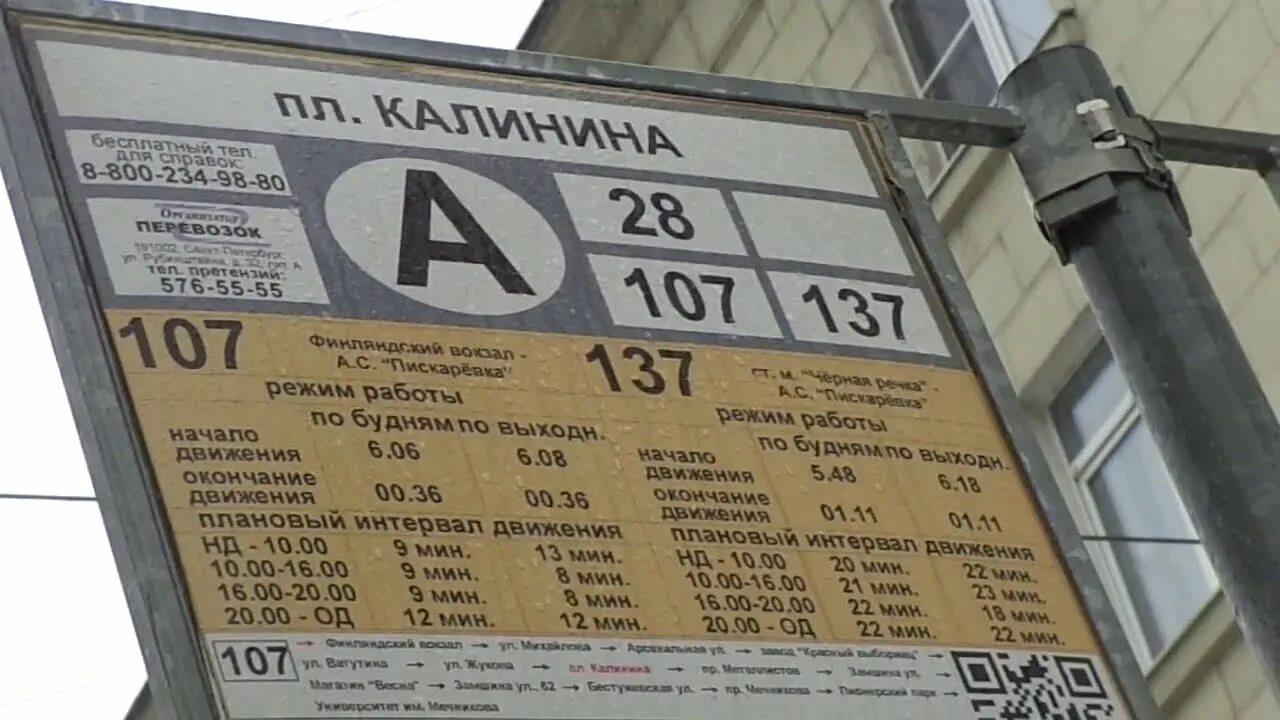 пл. КАЛИНИНА
бесплатный тел.
для справок:
8-800-234-98-80
Организатор
ПЕРЕВОЗОК
191002, Санкт-Петербург
ул. Рубинштейна, д. 32, лит. А
тел. претензий:
576-55-55
А
28
107
137
107
Финляндский вокзал -
А.С. "Пискарёвка"
режим работы
по будням по выходн.
начало
движения 6.06 6.08
окончание
движения 00.36 00.36
плановый интервал движения
НД - 10.00 9 мин. 13 мин.
10.00-16.00 9 мин. 8 мин.
16.00-20.00 9 мин. 8 мин.
20.00 - ОД 12 мин. 12 мин.
137
ст. м. "Чёрная речка" -
А.С. "Пискарёвка"
режим работы
по будням по выходн.
начало
движения 5.48 6.18
окончание
движения 01.11 01.11
плановый интервал движения
НД - 10.00 20 мин. 22 мин.
10.00-16.00 21 мин. 23 мин.
16.00-20.00 22 мин. 18 мин.
20.00 - ОД 22 мин. 22 мин.
107
→ Финляндский вокзал → ул. Михайлова → Арсенальная ул. → завод "Красный выборжец" →
ул. Ватутина → ул. Жукова → пл. Калинина → пр. Металлистов → Замшина ул. →
Магазин "Весна" → Замшина ул., 62 → Бестужевская ул. → пр. Мечникова → Пионерский парк →
Университет им. Мечникова